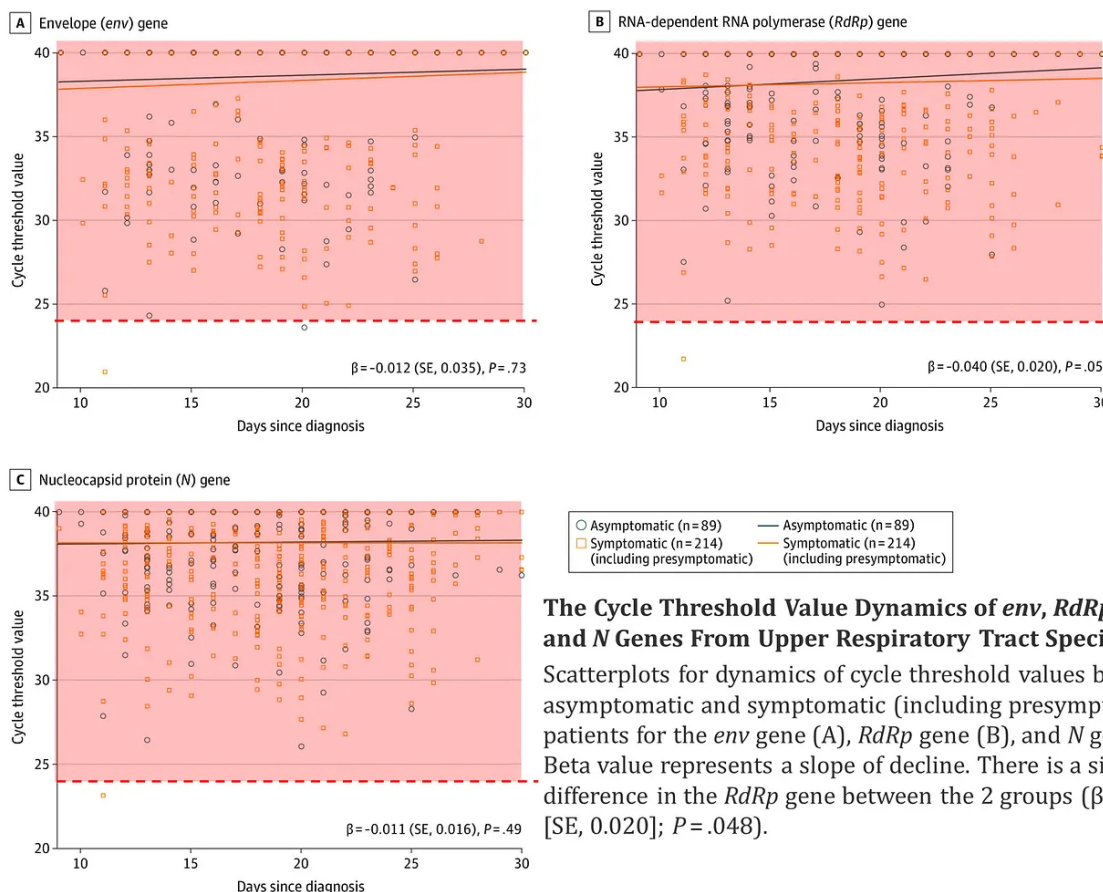 A Envelope (env) gene
40
35
30
25
20
Cycle threshold value
β = -0.012 (SE, 0.035), P = .73
10 15 20 25 30
Days since diagnosis
B RNA-dependent RNA polymerase (RdRp) gene
40
35
30
25
20
Cycle threshold value
β = -0.040 (SE, 0.020), P = .05
10 15 20 25 30
Days since diagnosis
C Nucleocapsid protein (N) gene
40
35
30
25
20
Cycle threshold value
β = -0.011 (SE, 0.016), P = .49
10 15 20 25 30
Days since diagnosis
Asymptomatic (n = 89)
Symptomatic (n = 214)
(including presymptomatic)
Asymptomatic (n = 89)
Symptomatic (n = 214)
(including presymptomatic)
The Cycle Threshold Value Dynamics of env, RdRp
and N Genes From Upper Respiratory Tract Speci
Scatterplots for dynamics of cycle threshold values b
asymptomatic and symptomatic (including presympt
patients for the env gene (A), RdRp gene (B), and N g
Beta value represents a slope of decline. There is a si
difference in the RdRp gene between the 2 groups (β
[SE, 0.020]; P = .048).